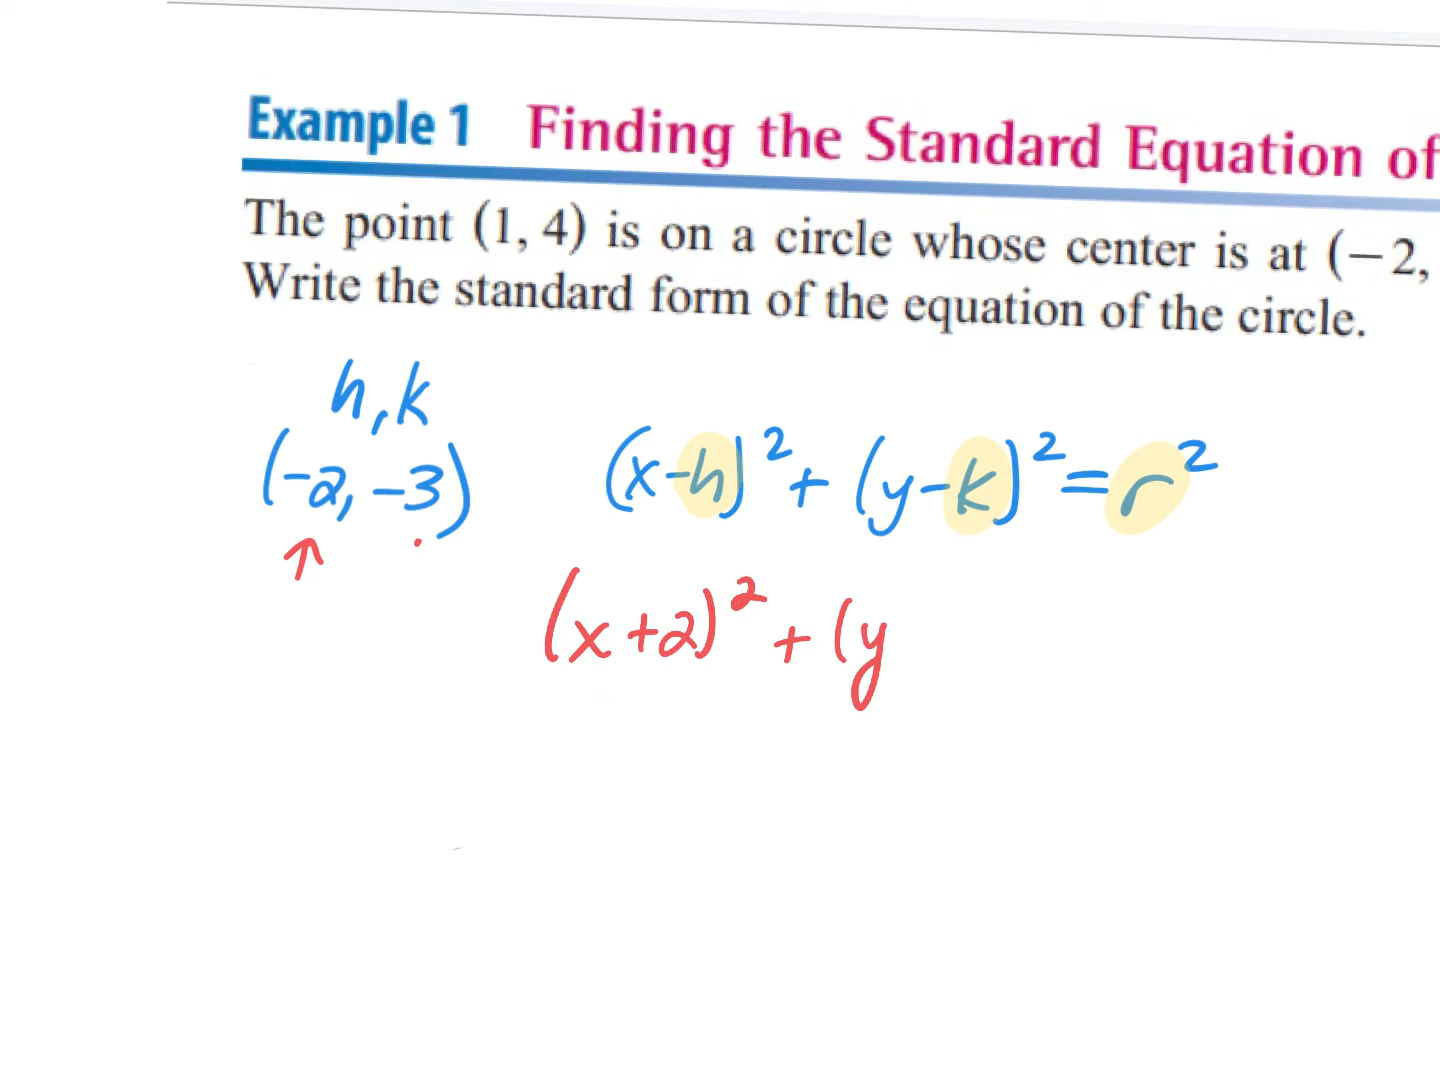 Example 1 Finding the Standard Equation of
The point (1, 4) is on a circle whose center is at (−2,
Write the standard form of the equation of the circle.
h, k
(-2, -3) (x-h)² + (y-k)² = r²
(x+2)² + (y